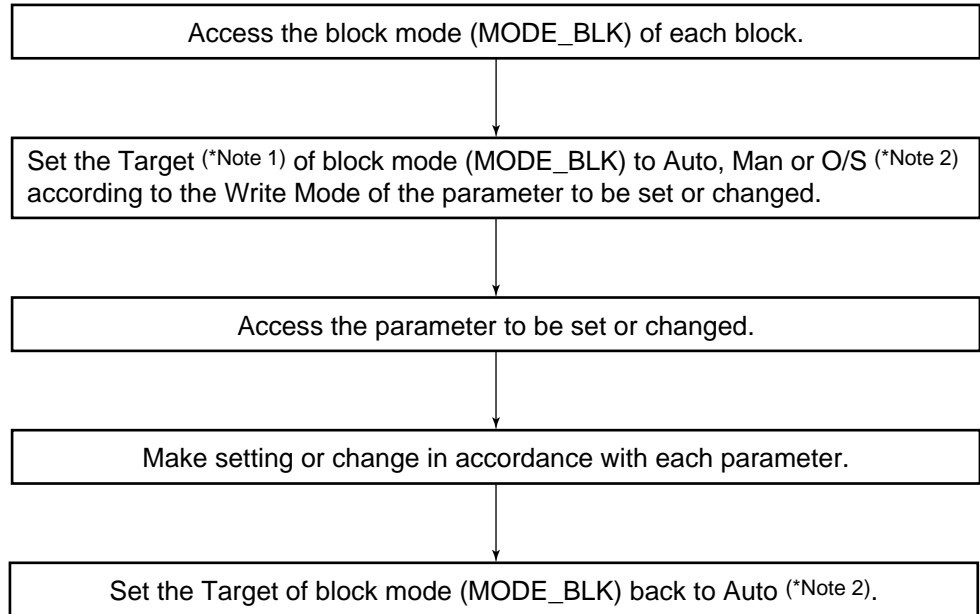 Access the block mode (MODE_BLK) of each block.
Set the Target (*Note 1) of block mode (MODE_BLK) to Auto, Man or O/S (*Note 2)
according to the Write Mode of the parameter to be set or changed.
Access the parameter to be set or changed.
Make setting or change in accordance with each parameter.
Set the Target of block mode (MODE_BLK) back to Auto (*Note 2).